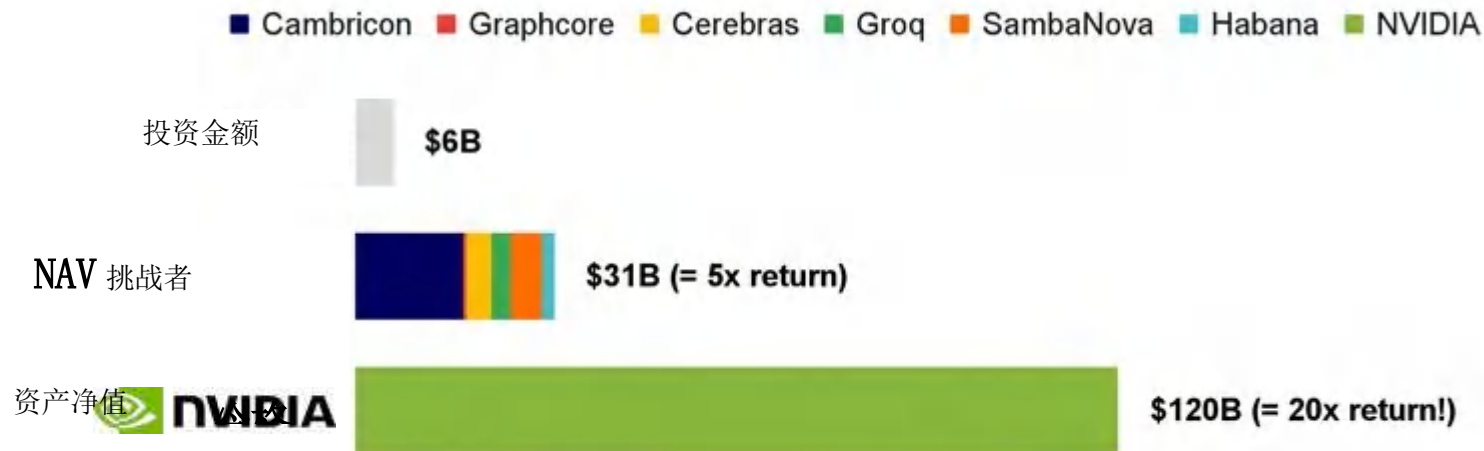 Cambricon Graphcore Cerebras Groq SambaNova Habana NVIDIA
投资金额 $6B
NAV 挑战者 $31B (= 5x return)
资产净值 NVIDIA $120B (= 20x return!)